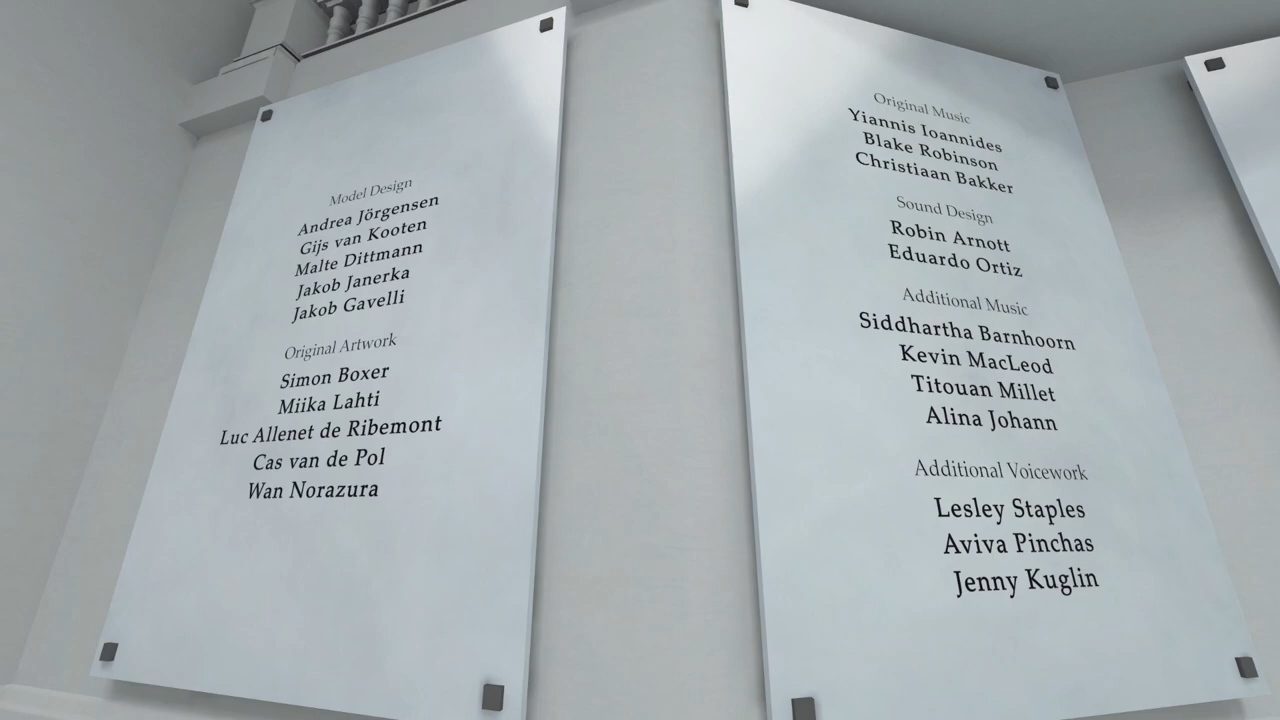 Model Design
Andrea Jörgensen
Gijs van Kooten
Malte Dittmann
Jakob Janerka
Jakob Gavelli
Original Artwork
Simon Boxer
Miika Lahti
Luc Allenet de Ribemont
Cas van de Pol
Wan Norazura
Original Music
Yiannis Ioannides
Blake Robinson
Christiaan Bakker
Sound Design
Robin Arnott
Eduardo Ortiz
Additional Music
Siddhartha Barnhoorn
Kevin MacLeod
Titouan Millet
Alina Johann
Additional Voicework
Lesley Staples
Aviva Pinchas
Jenny Kuglin